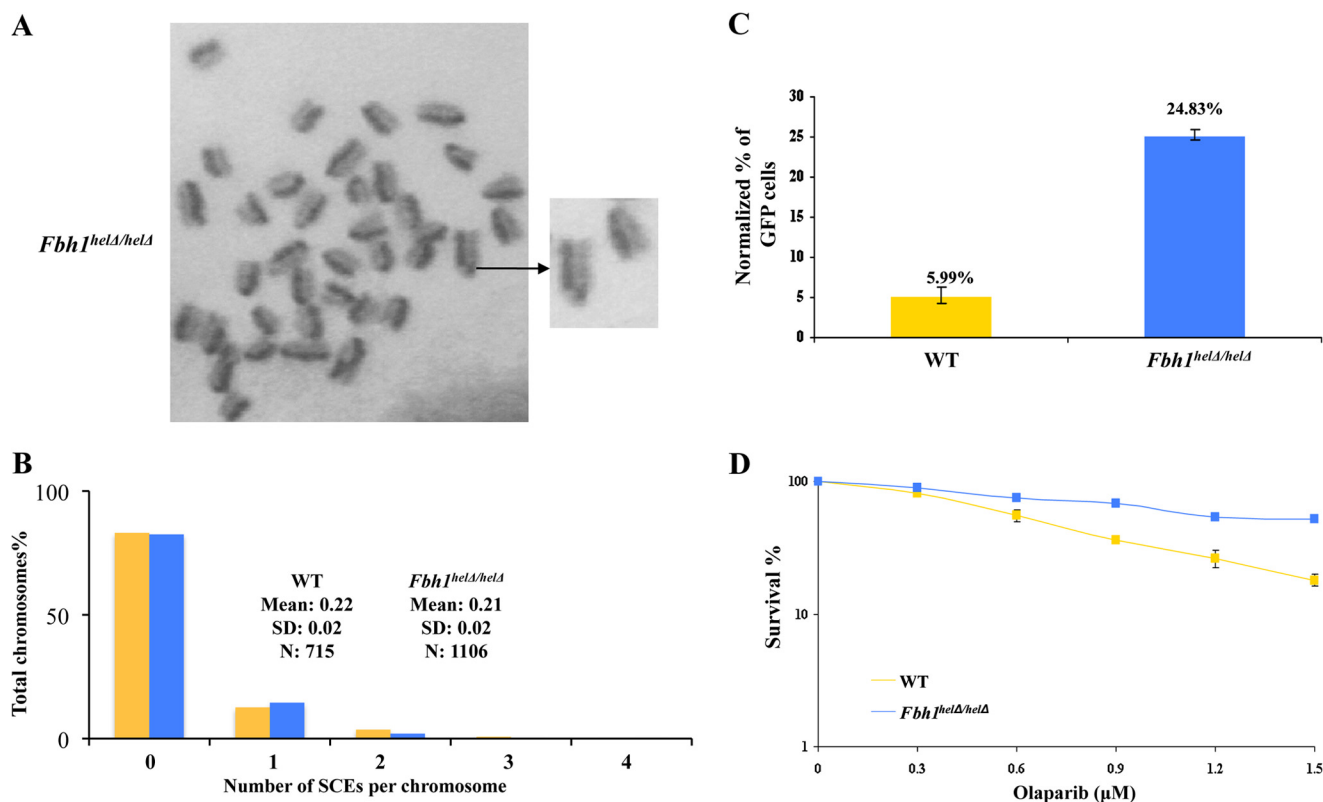 A
Fbh1helΔ/helΔ
B
Total chromosomes%
100
50
0
WT
Mean: 0.22
SD: 0.02
N: 715
Fbh1helΔ/helΔ
Mean: 0.21
SD: 0.02
N: 1106
0 1 2 3 4
Number of SCEs per chromosome
C
Normalized % of
GFP cells
30
25
20
15
10
5
0
5.99%
24.83%
WT
Fbh1helΔ/helΔ
D
Survival %
100
10
1
WT
Fbh1helΔ/helΔ
0 0.3 0.6 0.9 1.2 1.5
Olaparib (µM)